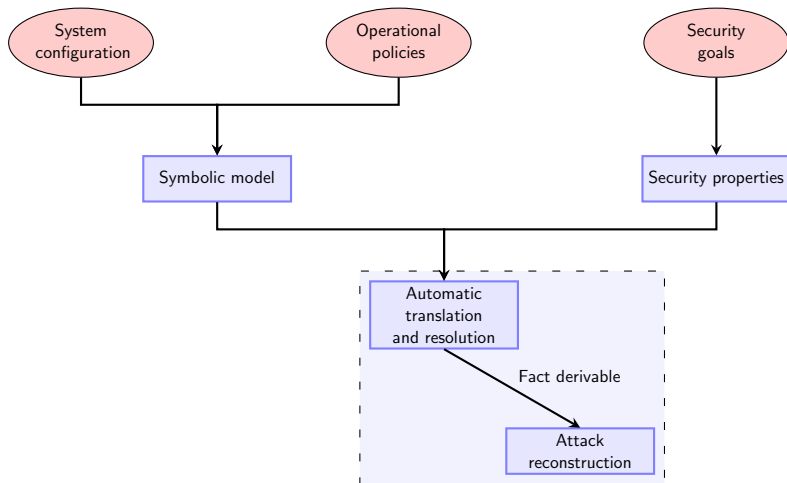 System
configuration
Operational
policies
Security
goals
Symbolic model
Security properties
Automatic
translation
and resolution
Fact derivable
Attack
reconstruction